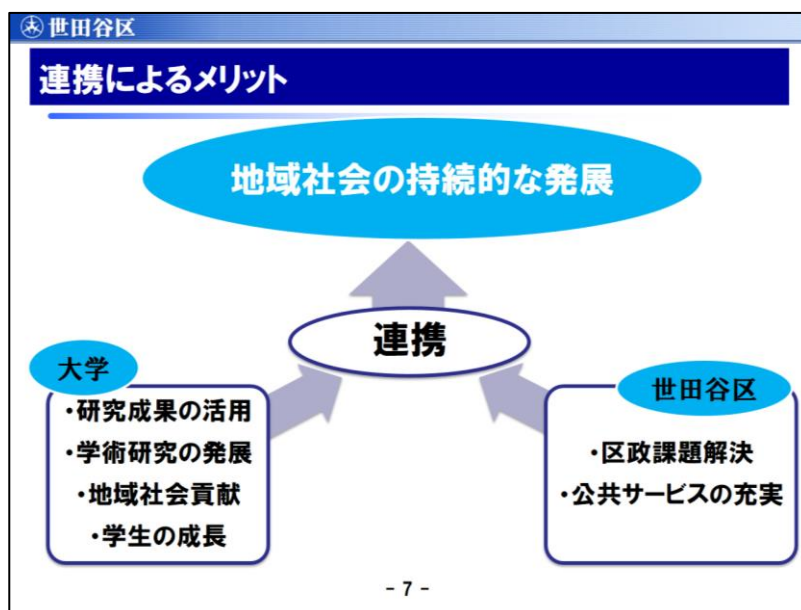 世田谷区
連携によるメリット
地域社会の持続的な発展
連携
大学
・研究成果の活用
・学術研究の発展
・地域社会貢献
・学生の成長
世田谷区
・区政課題解決
・公共サービスの充実
- 7 -